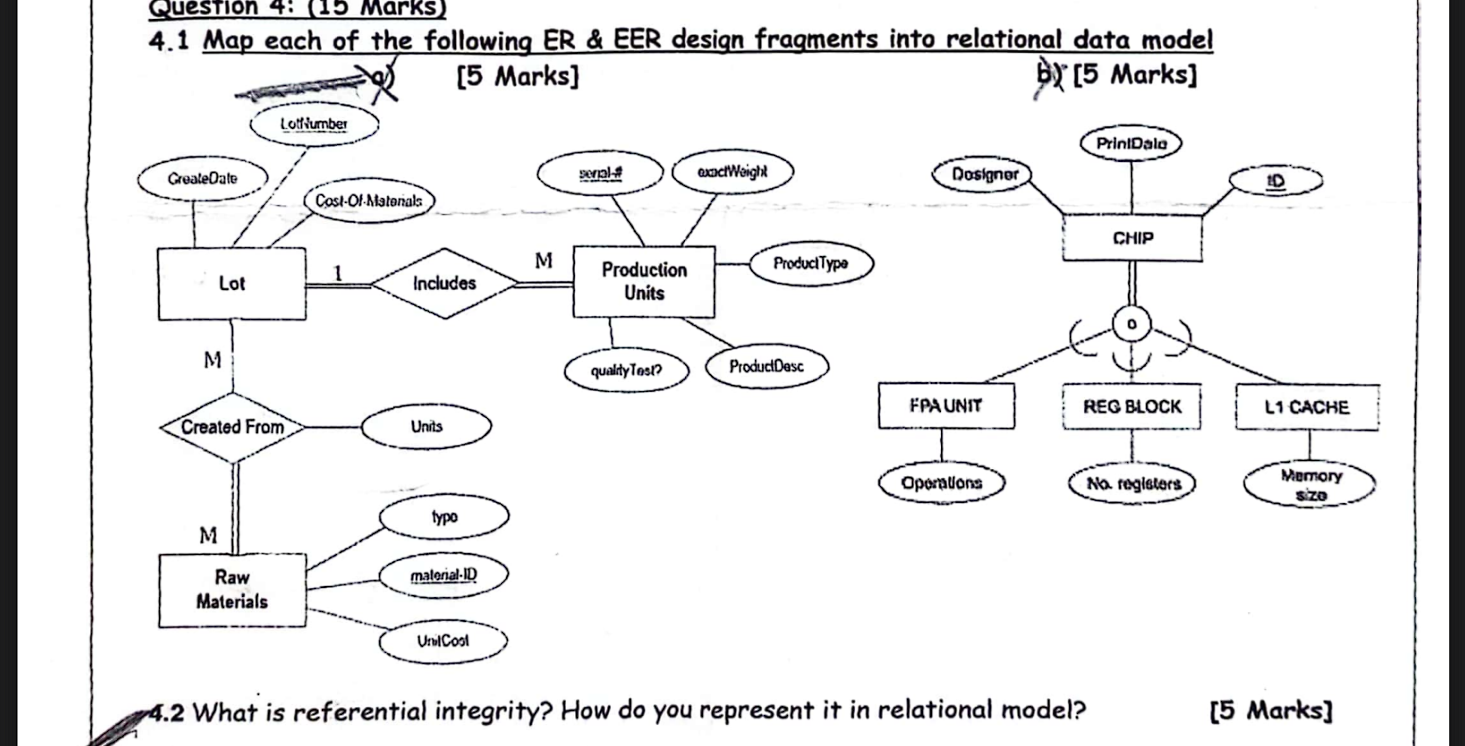 Question 4: (15 Marks)
4.1 Map each of the following ER & EER design fragments into relational data model
a) [5 Marks] b) [5 Marks]
LotNumber
CreateDate
Cost-Of-Materials
serial-#
exactWeight
PrintDate
Designer
ID
CHIP
Lot
1
Includes
M
Production
Units
ProductType
o
M
qualityTest?
ProductDesc
FPA UNIT
REG BLOCK
L1 CACHE
Created From
Units
Operations
No. registers
Memory
size
type
M
Raw
Materials
material-ID
UnitCost
4.2 What is referential integrity? How do you represent it in relational model? [5 Marks]